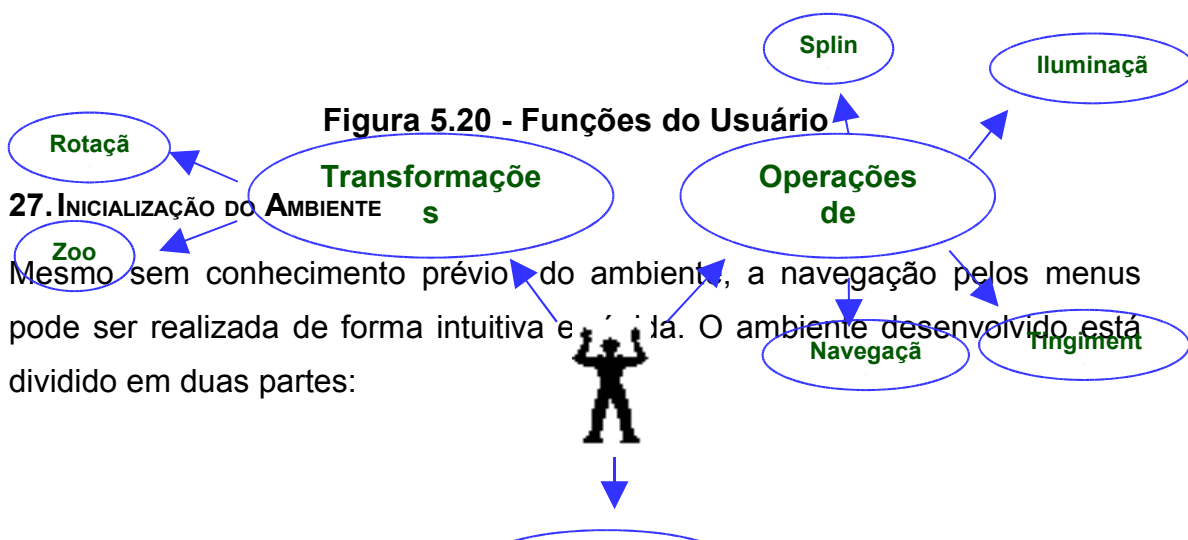 Splin
Iluminaçã
Figura 5.20 - Funções do Usuário
Rotaçã
Transformaçõe
s
Operações
de
27. Inicialização do Ambiente
Zoo
Mesmo sem conhecimento prévio do ambiente, a navegação pelos menus
pode ser realizada de forma intuitiva e O ambiente desenvolvido está
Navegaçã
Tingiment
dividido em duas partes: